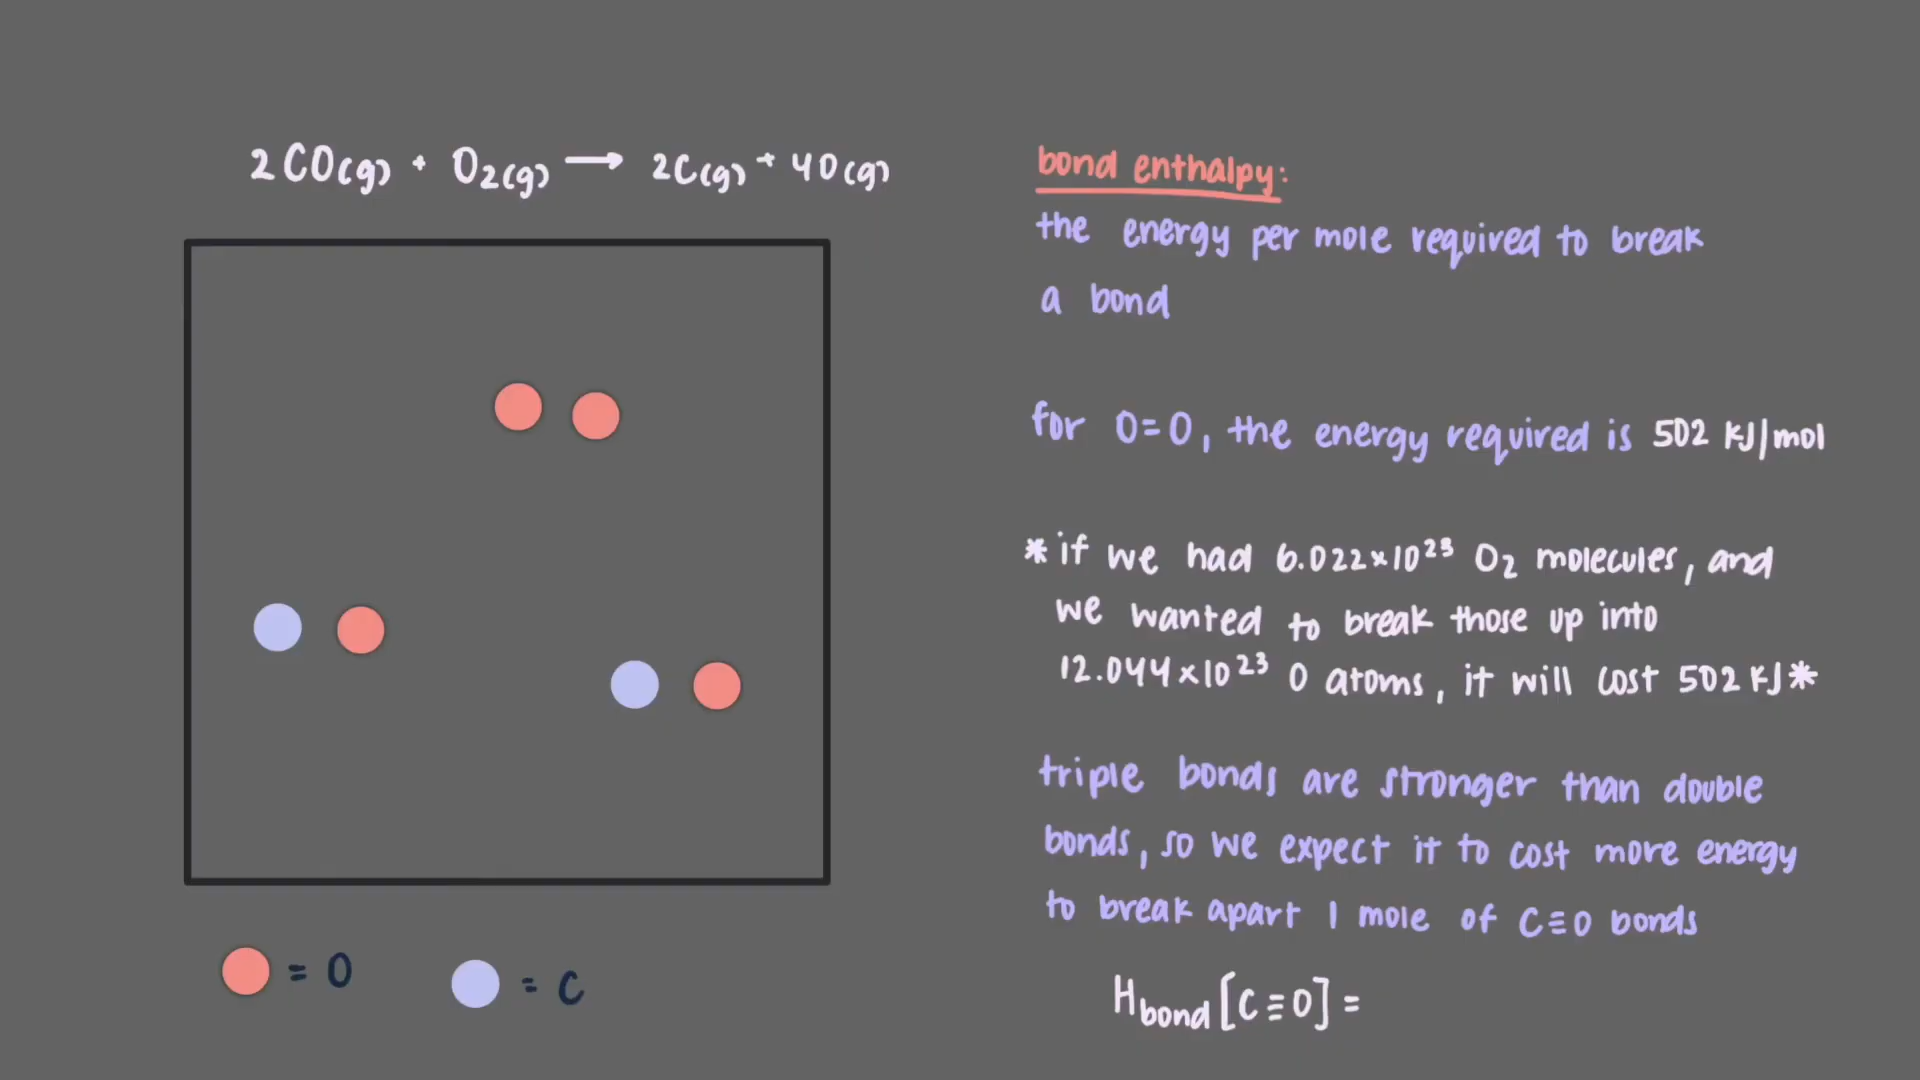 2CO(g) + O₂(g) → 2C(g) + 4O(g)
bond enthalpy:
the energy per mole required to break
a bond
for O=O, the energy required is 502 KJ/mol
*if we had 6.022×10²³ O₂ molecules, and
we wanted to break those up into
12.044×10²³ O atoms, it will cost 502 KJ*
triple bonds are stronger than double
bonds, so we expect it to cost more energy
to break apart 1 mole of C≡O bonds
H_bond[C≡O] =
= O = C